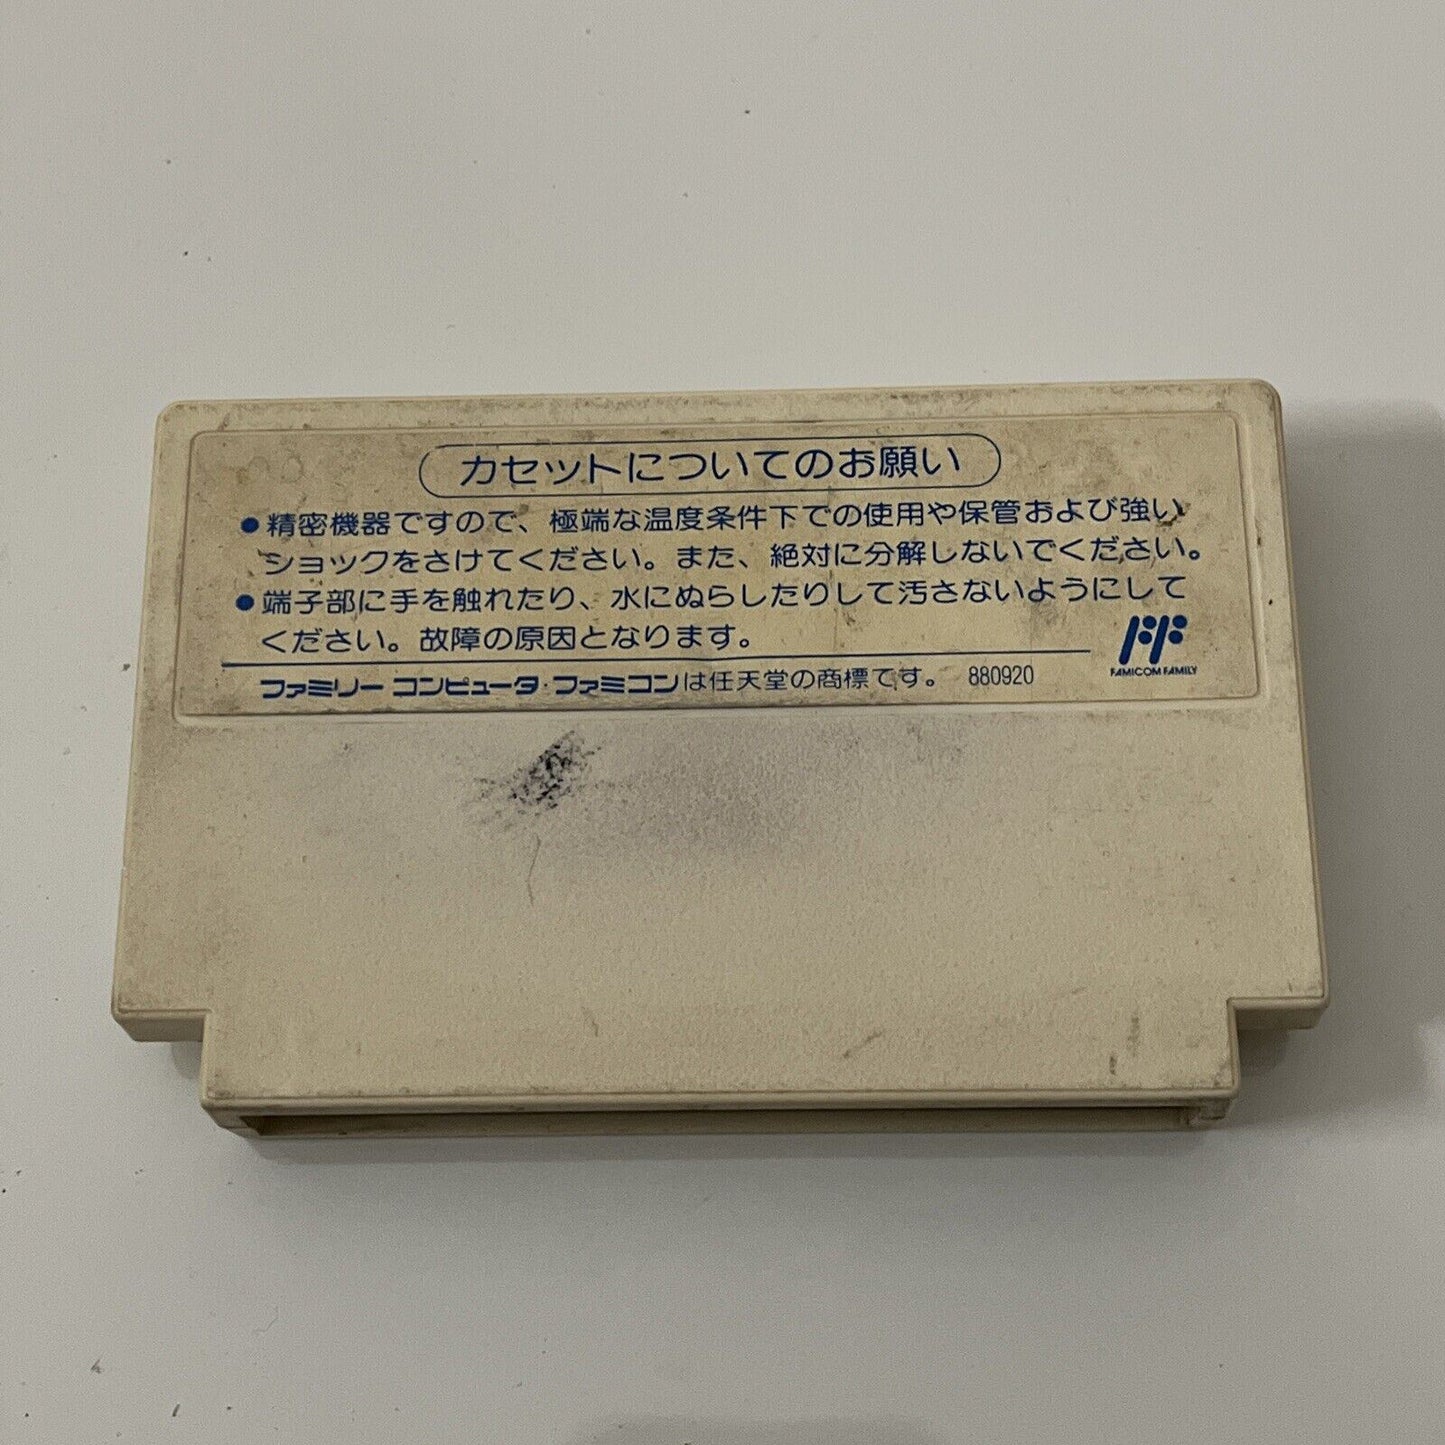 カセットについてのお願い
●精密機器ですので、極端な温度条件下での使用や保管および強い
ショックをさけてください。また、絶対に分解しないでください。
●端子部に手を触れたり、水にぬらしたりして汚さないようにして
ください。故障の原因となります。
FF
FAMICOM FAMILY
ファミリー コンピュータ・ファミコンは任天堂の商標です。 880920